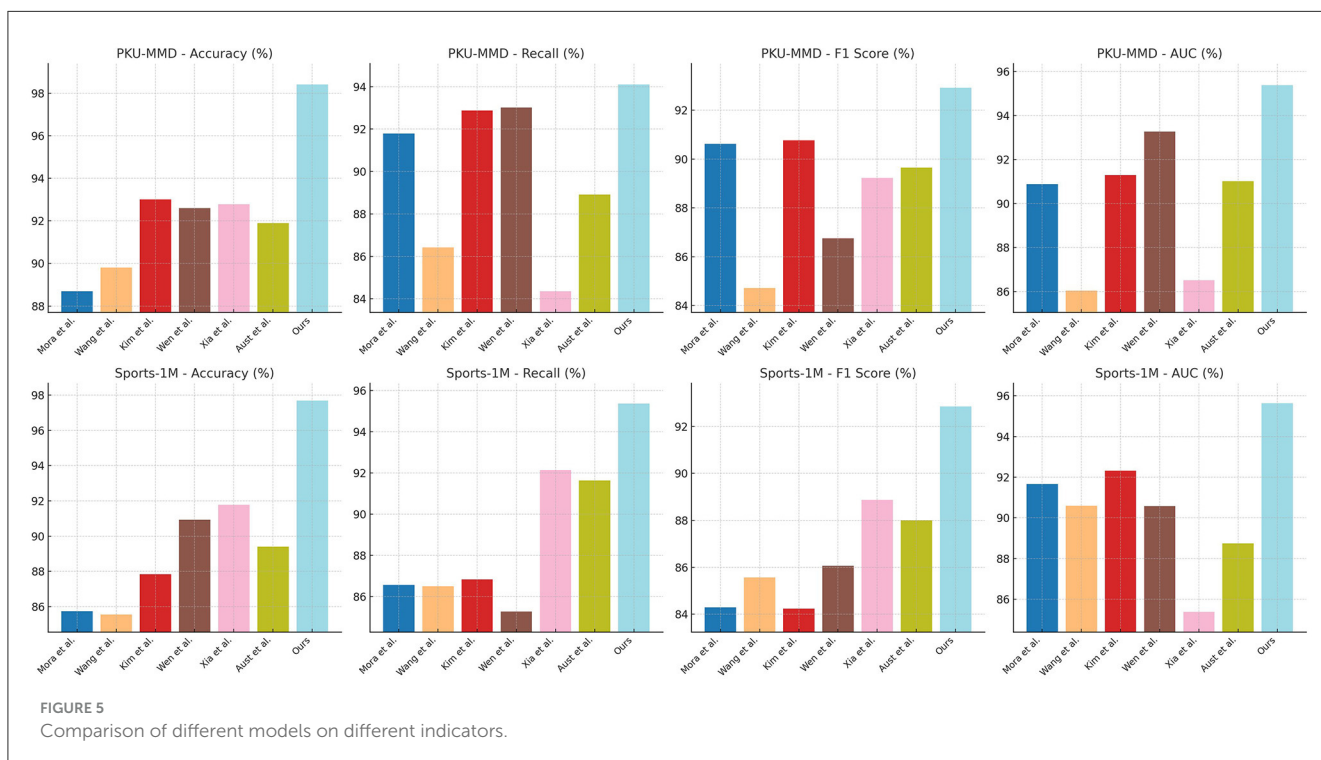 PKU-MMD - Accuracy (%)
98
96
94
92
90
88
Mora et al.
Wang et al.
Kim et al.
Wen et al.
Xia et al.
Aust et al.
Ours
PKU-MMD - Recall (%)
94
92
90
88
86
84
Mora et al.
Wang et al.
Kim et al.
Wen et al.
Xia et al.
Aust et al.
Ours
PKU-MMD - F1 Score (%)
92
90
88
86
84
Mora et al.
Wang et al.
Kim et al.
Wen et al.
Xia et al.
Aust et al.
Ours
PKU-MMD - AUC (%)
96
94
92
90
88
86
Mora et al.
Wang et al.
Kim et al.
Wen et al.
Xia et al.
Aust et al.
Ours
Sports-1M - Accuracy (%)
98
96
94
92
90
88
86
Mora et al.
Wang et al.
Kim et al.
Wen et al.
Xia et al.
Aust et al.
Ours
Sports-1M - Recall (%)
96
94
92
90
88
86
Mora et al.
Wang et al.
Kim et al.
Wen et al.
Xia et al.
Aust et al.
Ours
Sports-1M - F1 Score (%)
92
90
88
86
84
Mora et al.
Wang et al.
Kim et al.
Wen et al.
Xia et al.
Aust et al.
Ours
Sports-1M - AUC (%)
96
94
92
90
88
86
Mora et al.
Wang et al.
Kim et al.
Wen et al.
Xia et al.
Aust et al.
Ours
FIGURE 5
Comparison of different models on different indicators.